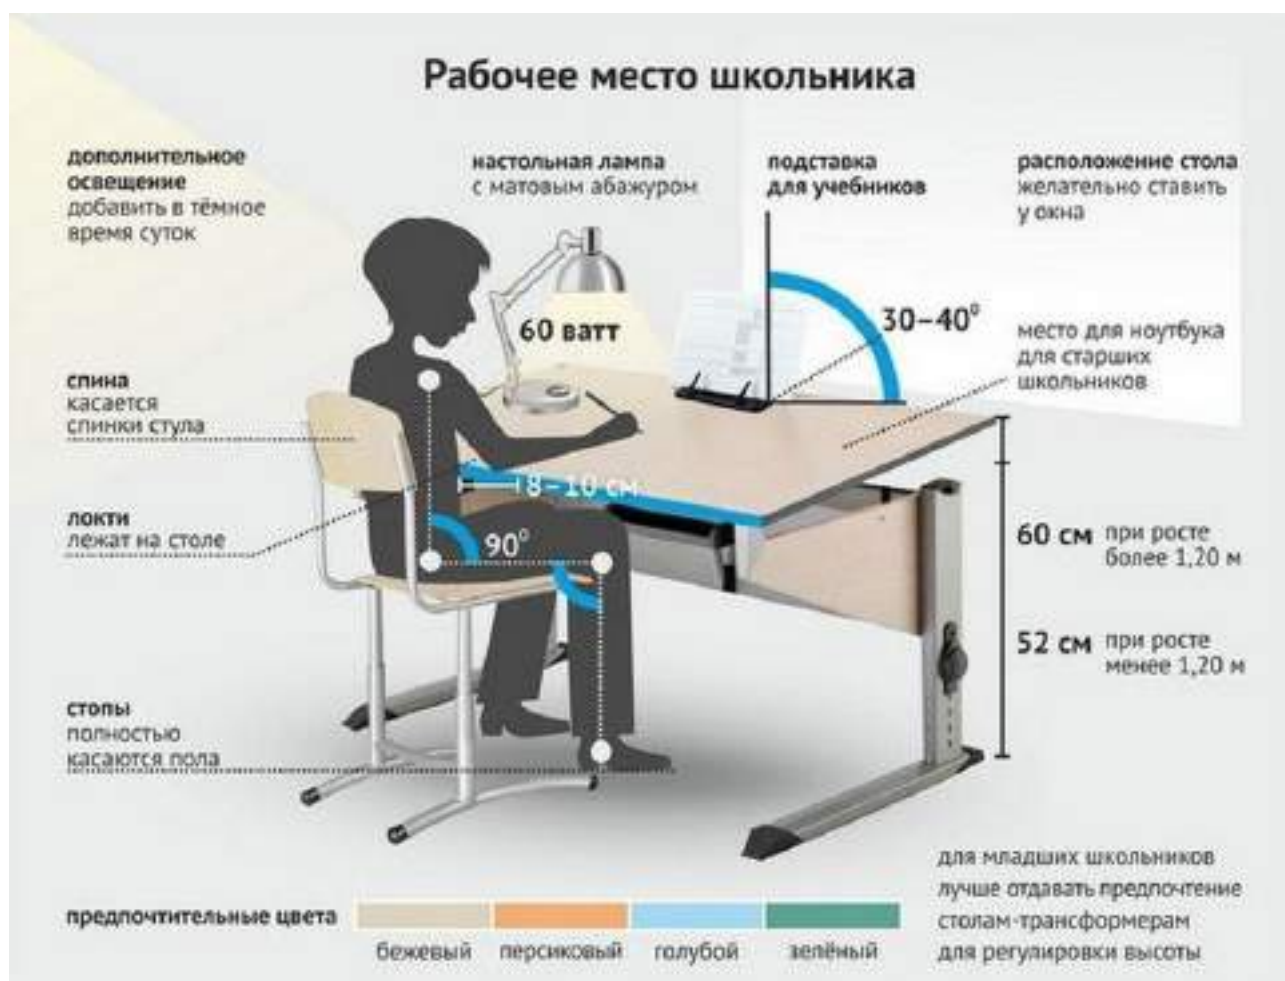 Рабочее место школьника
дополнительное
освещение
добавить в тёмное
время суток
настольная лампа
с матовым абажуром
подставка
для учебников
расположение стола
желательно ставить
у окна
60 ватт
30–40⁰
место для ноутбука
для старших
школьников
спина
касается
спинки стула
8–10 см
локти
лежат на столе
90⁰
60 см при росте
более 1,20 м
52 см при росте
менее 1,20 м
стопы
полностью
касаются пола
предпочтительные цвета
бежевый персиковый голубой зелёный
для младших школьников
лучше отдавать предпочтение
столам-трансформерам
для регулировки высоты